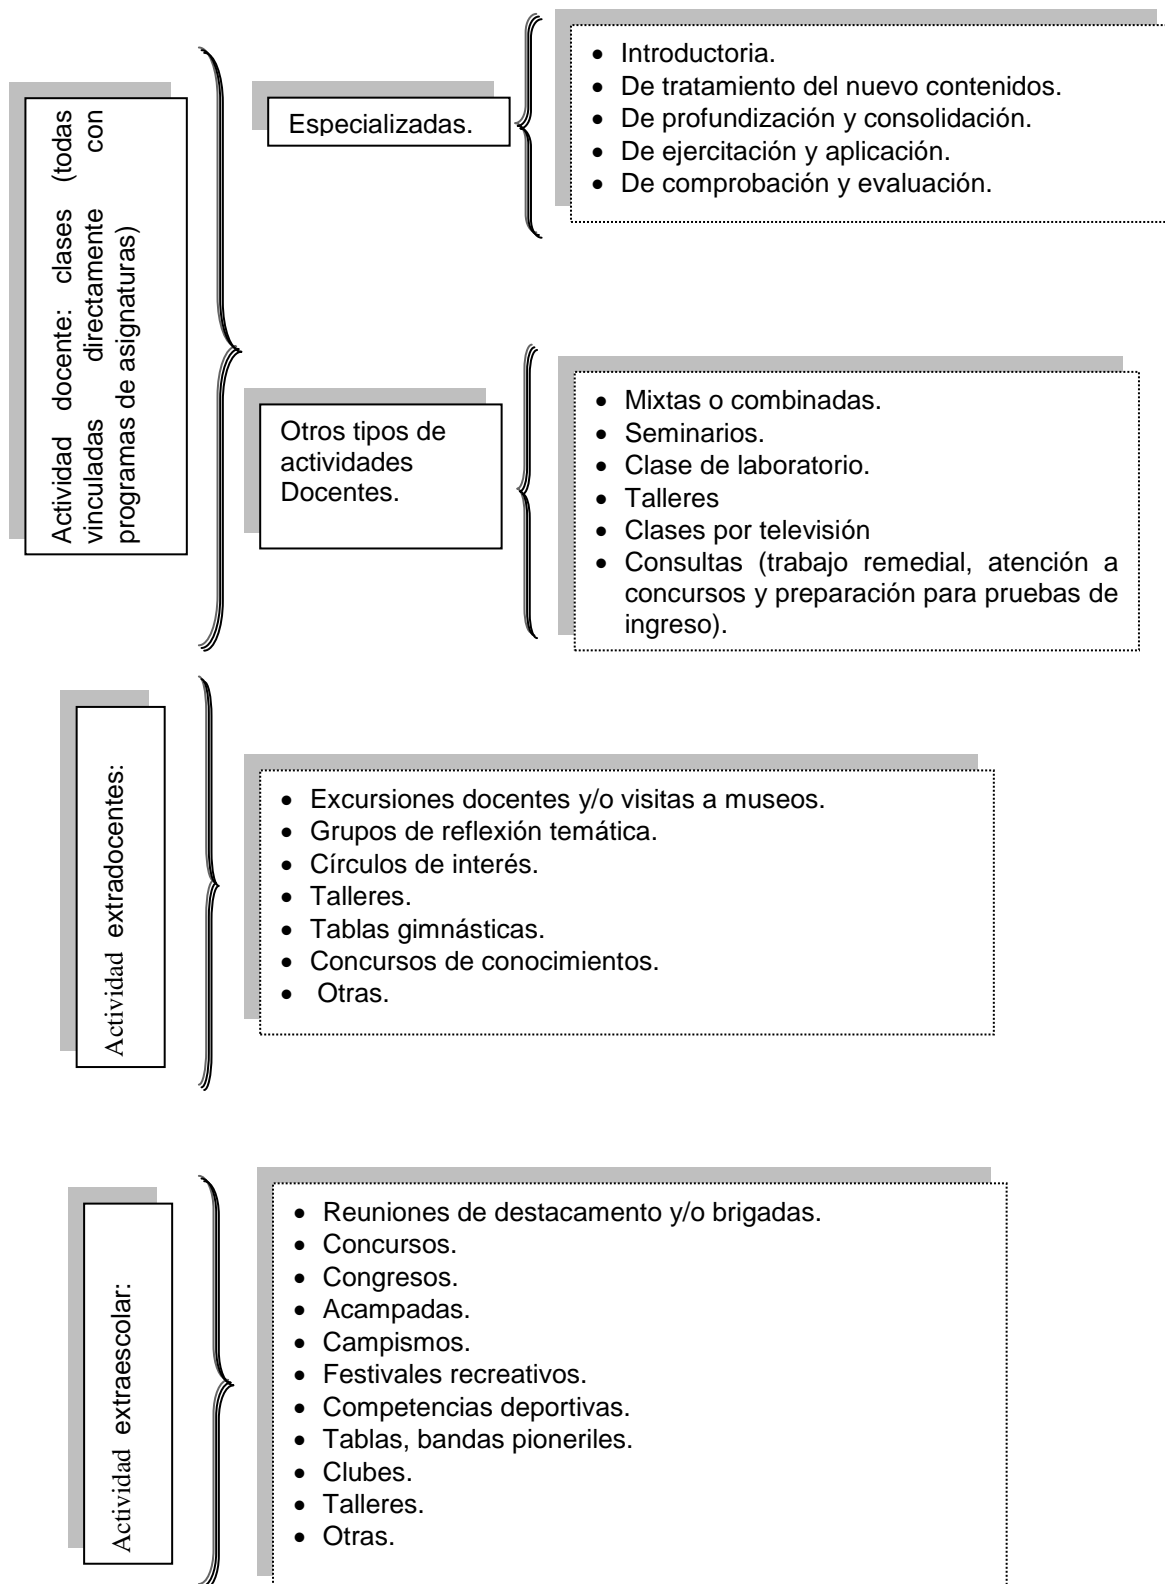 Actividad docente: clases (todas
vinculadas directamente con
programas de asignaturas)
Especializadas.
• Introductoria.
• De tratamiento del nuevo contenidos.
• De profundización y consolidación.
• De ejercitación y aplicación.
• De comprobación y evaluación.
Otros tipos de
actividades
Docentes.
• Mixtas o combinadas.
• Seminarios.
• Clase de laboratorio.
• Talleres
• Clases por televisión
• Consultas (trabajo remedial, atención a
concursos y preparación para pruebas de
ingreso).
Actividad extradocentes:
• Excursiones docentes y/o visitas a museos.
• Grupos de reflexión temática.
• Círculos de interés.
• Talleres.
• Tablas gimnásticas.
• Concursos de conocimientos.
• Otras.
Actividad extraescolar:
• Reuniones de destacamento y/o brigadas.
• Concursos.
• Congresos.
• Acampadas.
• Campismos.
• Festivales recreativos.
• Competencias deportivas.
• Tablas, bandas pioneriles.
• Clubes.
• Talleres.
• Otras.